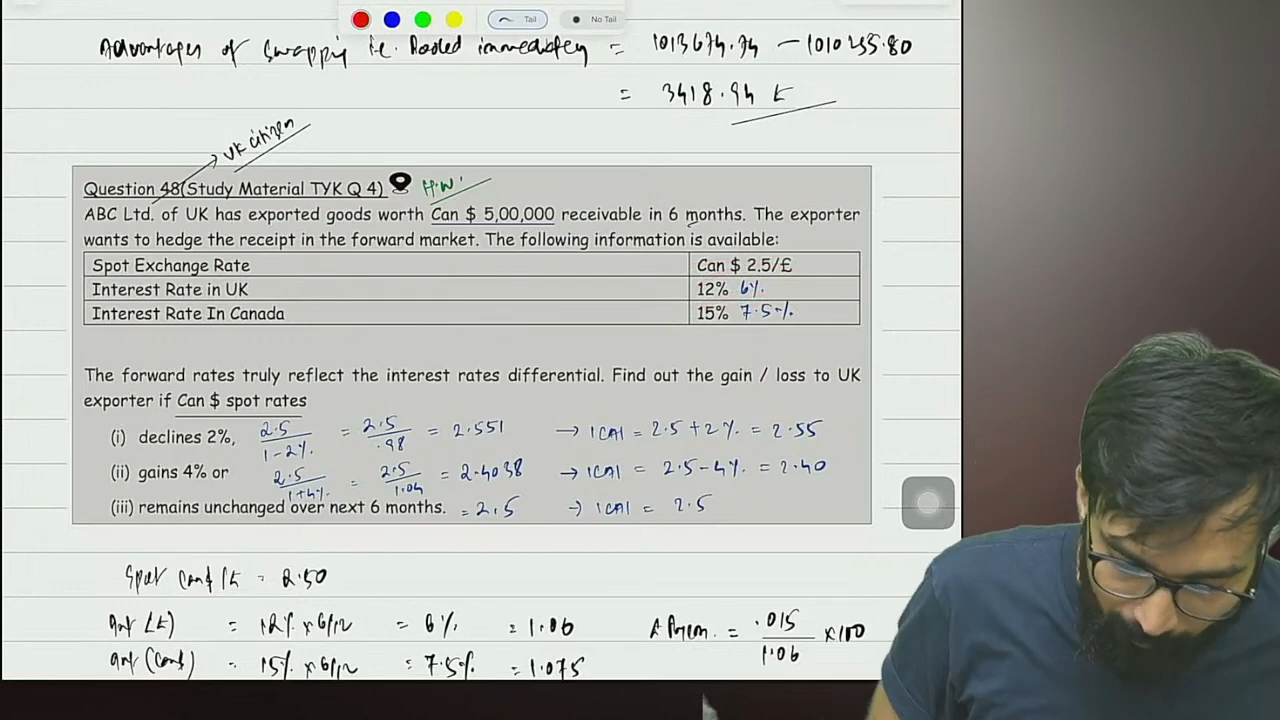 Tail No Tail
Advantages of swapping i.e. Pooled immediately = 1013674.74 - 1010255.80
= 3418.94 £
UK citizen
Question 48(Study Material TYK Q 4) H.W.
ABC Ltd. of UK has exported goods worth Can $ 5,00,000 receivable in 6 months. The exporter
wants to hedge the receipt in the forward market. The following information is available:
Spot Exchange Rate Can $ 2.5/£
Interest Rate in UK 12% 6%
Interest Rate In Canada 15% 7.5%
The forward rates truly reflect the interest rates differential. Find out the gain / loss to UK
exporter if Can $ spot rates
(i) declines 2%, 2.5/1-2% = 2.5/.98 = 2.551 → ICAI = 2.5+2% = 2.55
(ii) gains 4% or 2.5/1+4% = 2.5/1.04 = 2.4038 → ICAI = 2.5-4% = 2.40
(iii) remains unchanged over next 6 months. = 2.5 → ICAI = 2.5
Spot Can$/£ = 2.50
Int (£) = 12% x 6/12 = 6% = 1.06 £ Prem. = .015/1.06 x100
Int (Can$) = 15% x 6/12 = 7.5% = 1.075